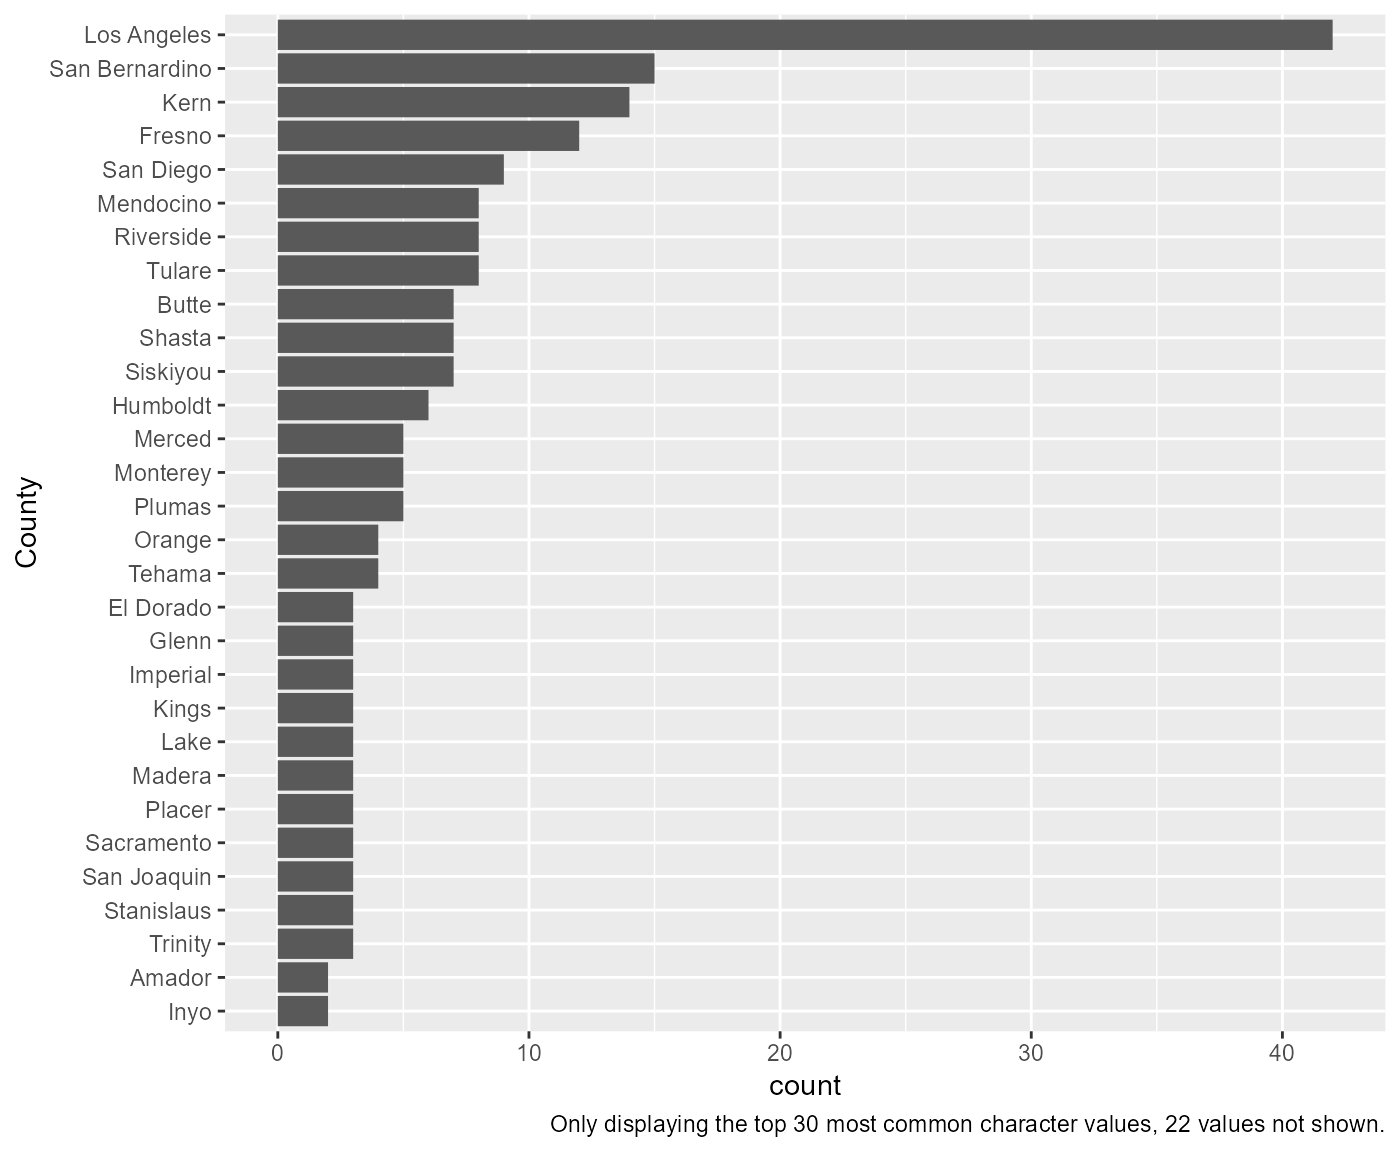 Los Angeles
San Bernardino
Kern
Fresno
San Diego
Mendocino
Riverside
Tulare
Butte
Shasta
Siskiyou
Humboldt
Merced
Monterey
Plumas
Orange
Tehama
El Dorado
Glenn
Imperial
Kings
Lake
Madera
Placer
Sacramento
San Joaquin
Stanislaus
Trinity
Amador
Inyo
County
0 10 20 30 40
count
Only displaying the top 30 most common character values, 22 values not shown.